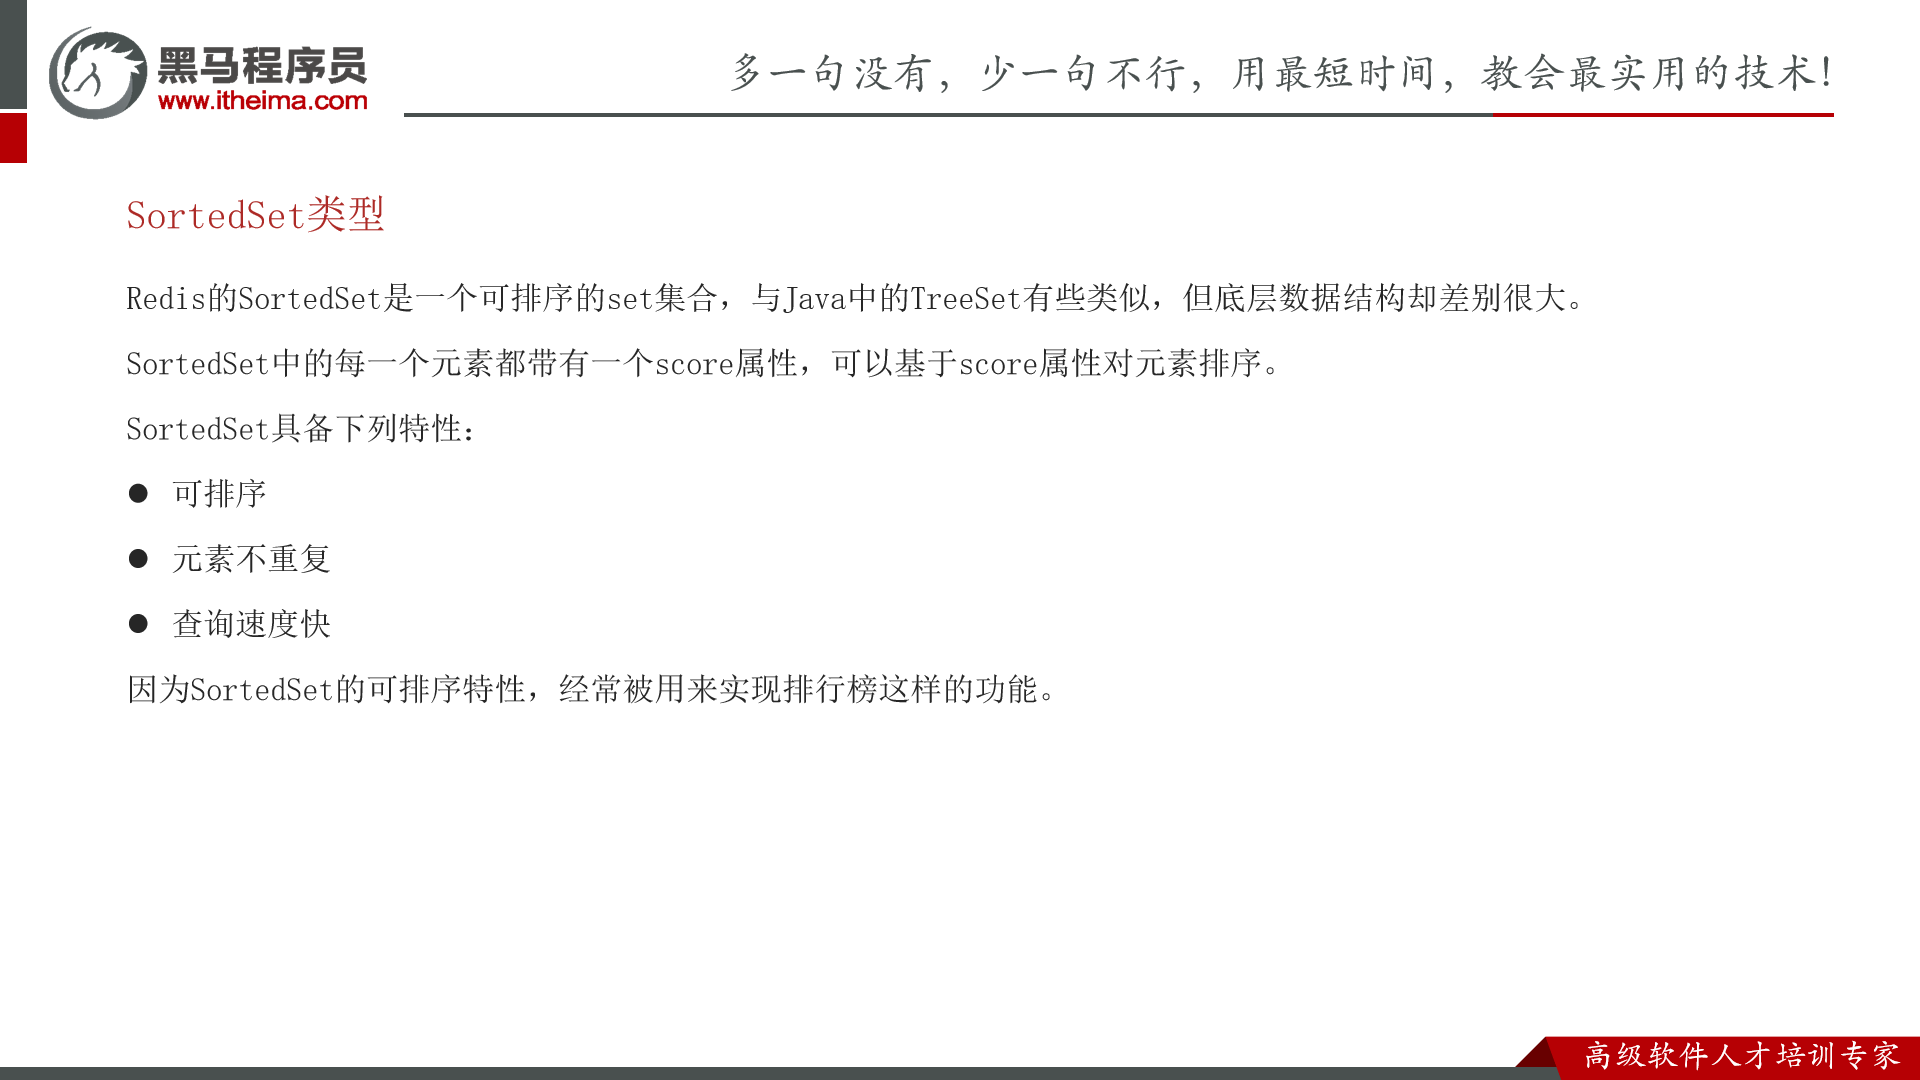 黑马程序员
www.itheima.com
多一句没有，少一句不行，用最短时间，教会最实用的技术！
SortedSet类型
Redis的SortedSet是一个可排序的set集合，与Java中的TreeSet有些类似，但底层数据结构却差别很大。
SortedSet中的每一个元素都带有一个score属性，可以基于score属性对元素排序。
SortedSet具备下列特性：
● 可排序
● 元素不重复
● 查询速度快
因为SortedSet的可排序特性，经常被用来实现排行榜这样的功能。
高级软件人才培训专家